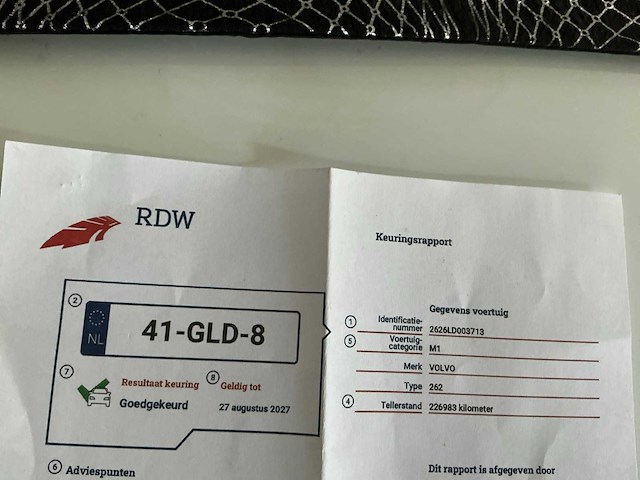 RDW
2
NL
41-GLD-8
7
Resultaat keuring
Goedgekeurd
8
Geldig tot
27 augustus 2027
6 Adviespunten
Keuringsrapport
Gegevens voertuig
1 Identificatie-
nummer 2626LD003713
5 Voertuig-
categorie M1
Merk VOLVO
Type 262
4 Tellerstand 226983 kilometer
Dit rapport is afgegeven door